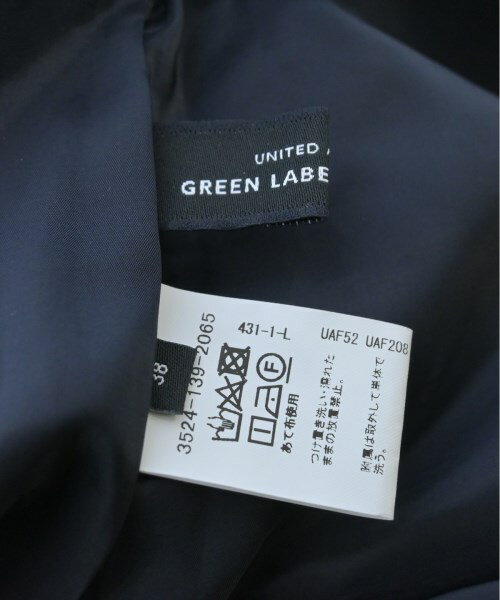 UNITED A
GREEN LABE
38
3524-139-2065
431-1-L
UAF52 UAF208
F
あて布使用
つけ置き洗い・濡れた
ままの放置禁止。
附属は取外して単体で
洗う。